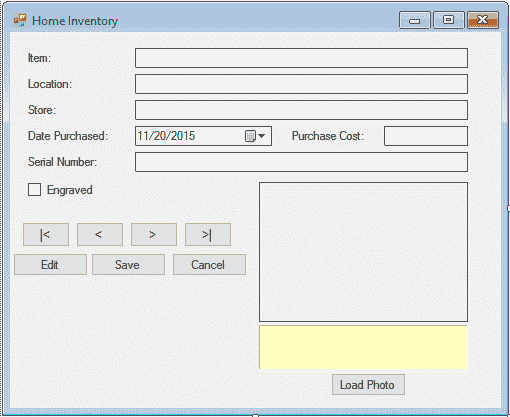 Home Inventory
Item:
Location:
Store:
Date Purchased: 11/20/2015 Purchase Cost:
Serial Number:
Engraved
|< < > >|
Edit Save Cancel
Load Photo